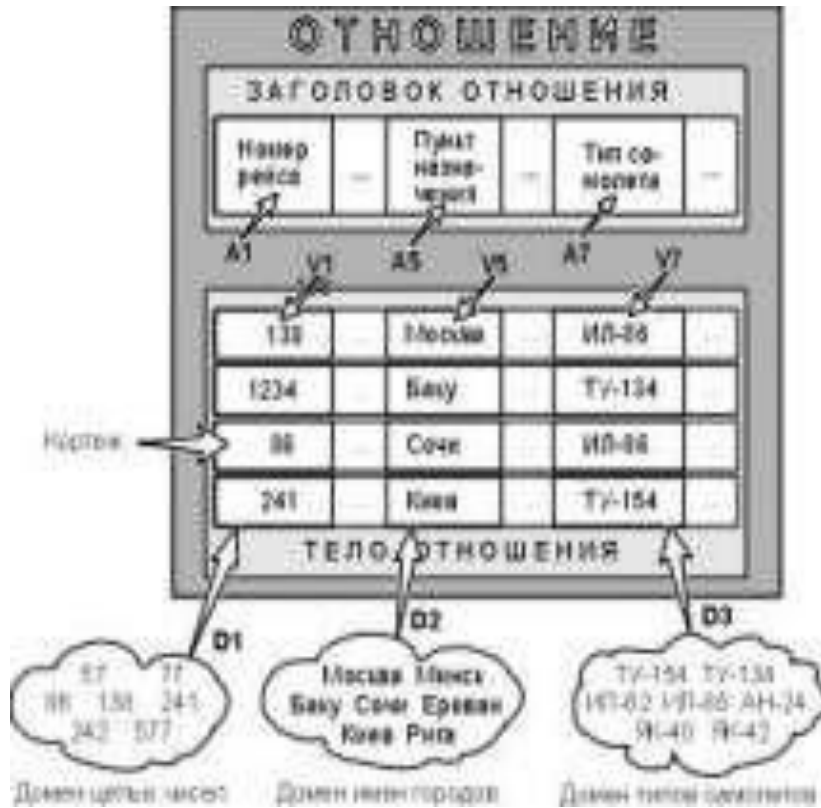 ОТНОШЕНИЕ
ЗАГОЛОВОК ОТНОШЕНИЯ
Номер рейса ... Пункт назна-чения ... Тип са-молета ...
A1 V1 A5 V5 A7 V7
138 ... Москва ... ИЛ-86 ...
1234 ... Баку ... ТУ-134 ...
Кортеж 86 ... Сочи ... ИЛ-86 ...
241 ... Киев ... ТУ-154 ...
ТЕЛО ОТНОШЕНИЯ
D1 D2 D3
57 77
86 138 241
242 577
Москва Минск
Баку Сочи Ереван
Киев Рига
ТУ-154 ТУ-134
ИЛ-62 ИЛ-86 АН-24
ЯК-40 ЯК-42
Домен целых чисел Домен имен городов Домен типов самолетов